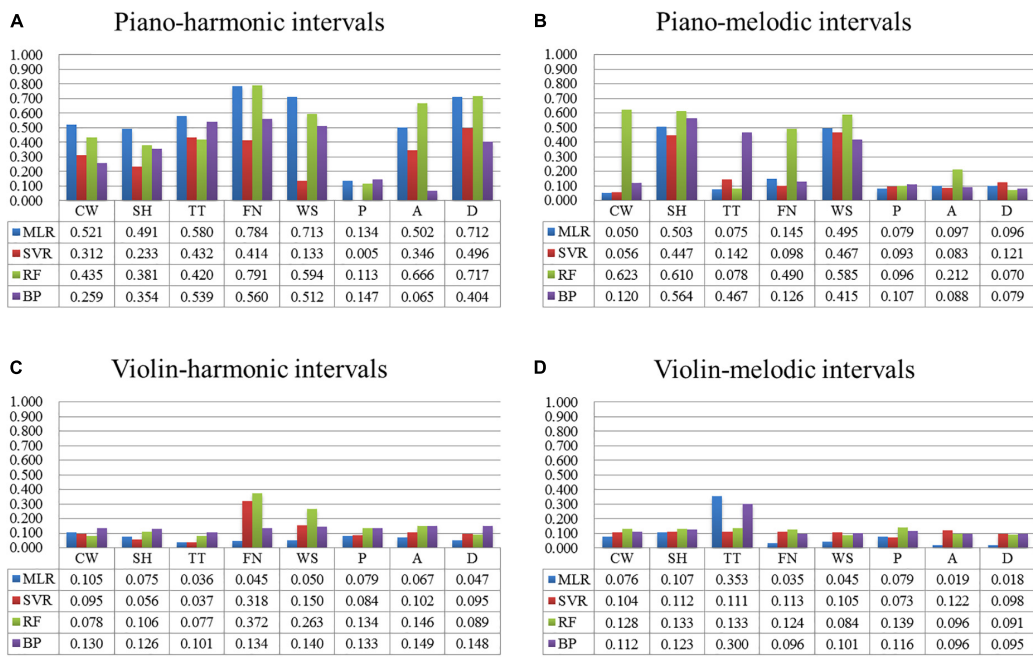 A Piano-harmonic intervals
1.000
0.900
0.800
0.700
0.600
0.500
0.400
0.300
0.200
0.100
0.000
CW SH TT FN WS P A D
MLR 0.521 0.491 0.580 0.784 0.713 0.134 0.502 0.712
SVR 0.312 0.233 0.432 0.414 0.133 0.005 0.346 0.496
RF 0.435 0.381 0.420 0.791 0.594 0.113 0.666 0.717
BP 0.259 0.354 0.539 0.560 0.512 0.147 0.065 0.404
B Piano-melodic intervals
1.000
0.900
0.800
0.700
0.600
0.500
0.400
0.300
0.200
0.100
0.000
CW SH TT FN WS P A D
MLR 0.050 0.503 0.075 0.145 0.495 0.079 0.097 0.096
SVR 0.056 0.447 0.142 0.098 0.467 0.093 0.083 0.121
RF 0.623 0.610 0.078 0.490 0.585 0.096 0.212 0.070
BP 0.120 0.564 0.467 0.126 0.415 0.107 0.088 0.079
C Violin-harmonic intervals
1.000
0.900
0.800
0.700
0.600
0.500
0.400
0.300
0.200
0.100
0.000
CW SH TT FN WS P A D
MLR 0.105 0.075 0.036 0.045 0.050 0.079 0.067 0.047
SVR 0.095 0.056 0.037 0.318 0.150 0.084 0.102 0.095
RF 0.078 0.106 0.077 0.372 0.263 0.134 0.146 0.089
BP 0.130 0.126 0.101 0.134 0.140 0.133 0.149 0.148
D Violin-melodic intervals
1.000
0.900
0.800
0.700
0.600
0.500
0.400
0.300
0.200
0.100
0.000
CW SH TT FN WS P A D
MLR 0.076 0.107 0.353 0.035 0.045 0.079 0.019 0.018
SVR 0.104 0.112 0.111 0.113 0.105 0.073 0.122 0.098
RF 0.128 0.133 0.133 0.124 0.084 0.139 0.096 0.091
BP 0.112 0.123 0.300 0.096 0.101 0.116 0.096 0.095